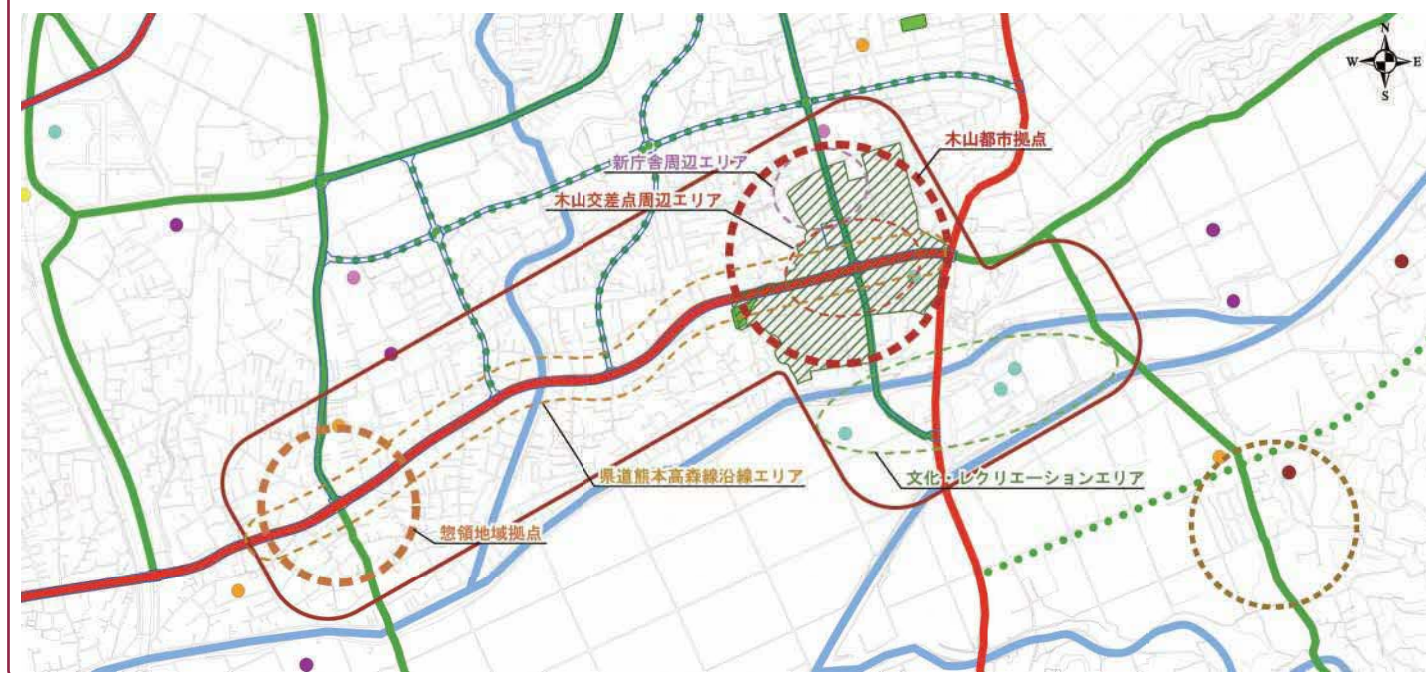 N
W
E
S
木山都市拠点
新庁舎周辺エリア
木山交差点周辺エリア
県道熊本高森線沿線エリア
文化・レクリエーションエリア
惣領地域拠点